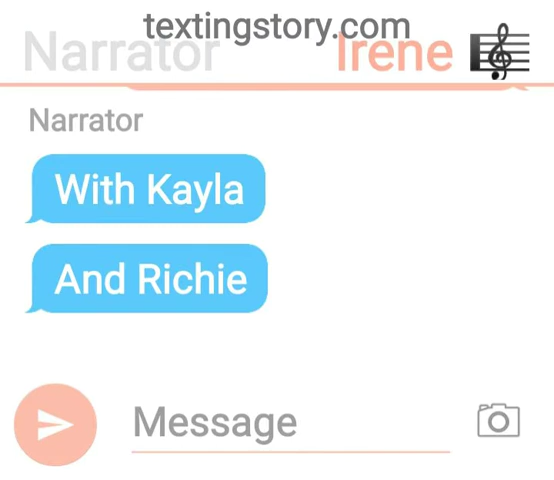 textingstory.com
Narrator Irene
Narrator
With Kayla
And Richie
Message